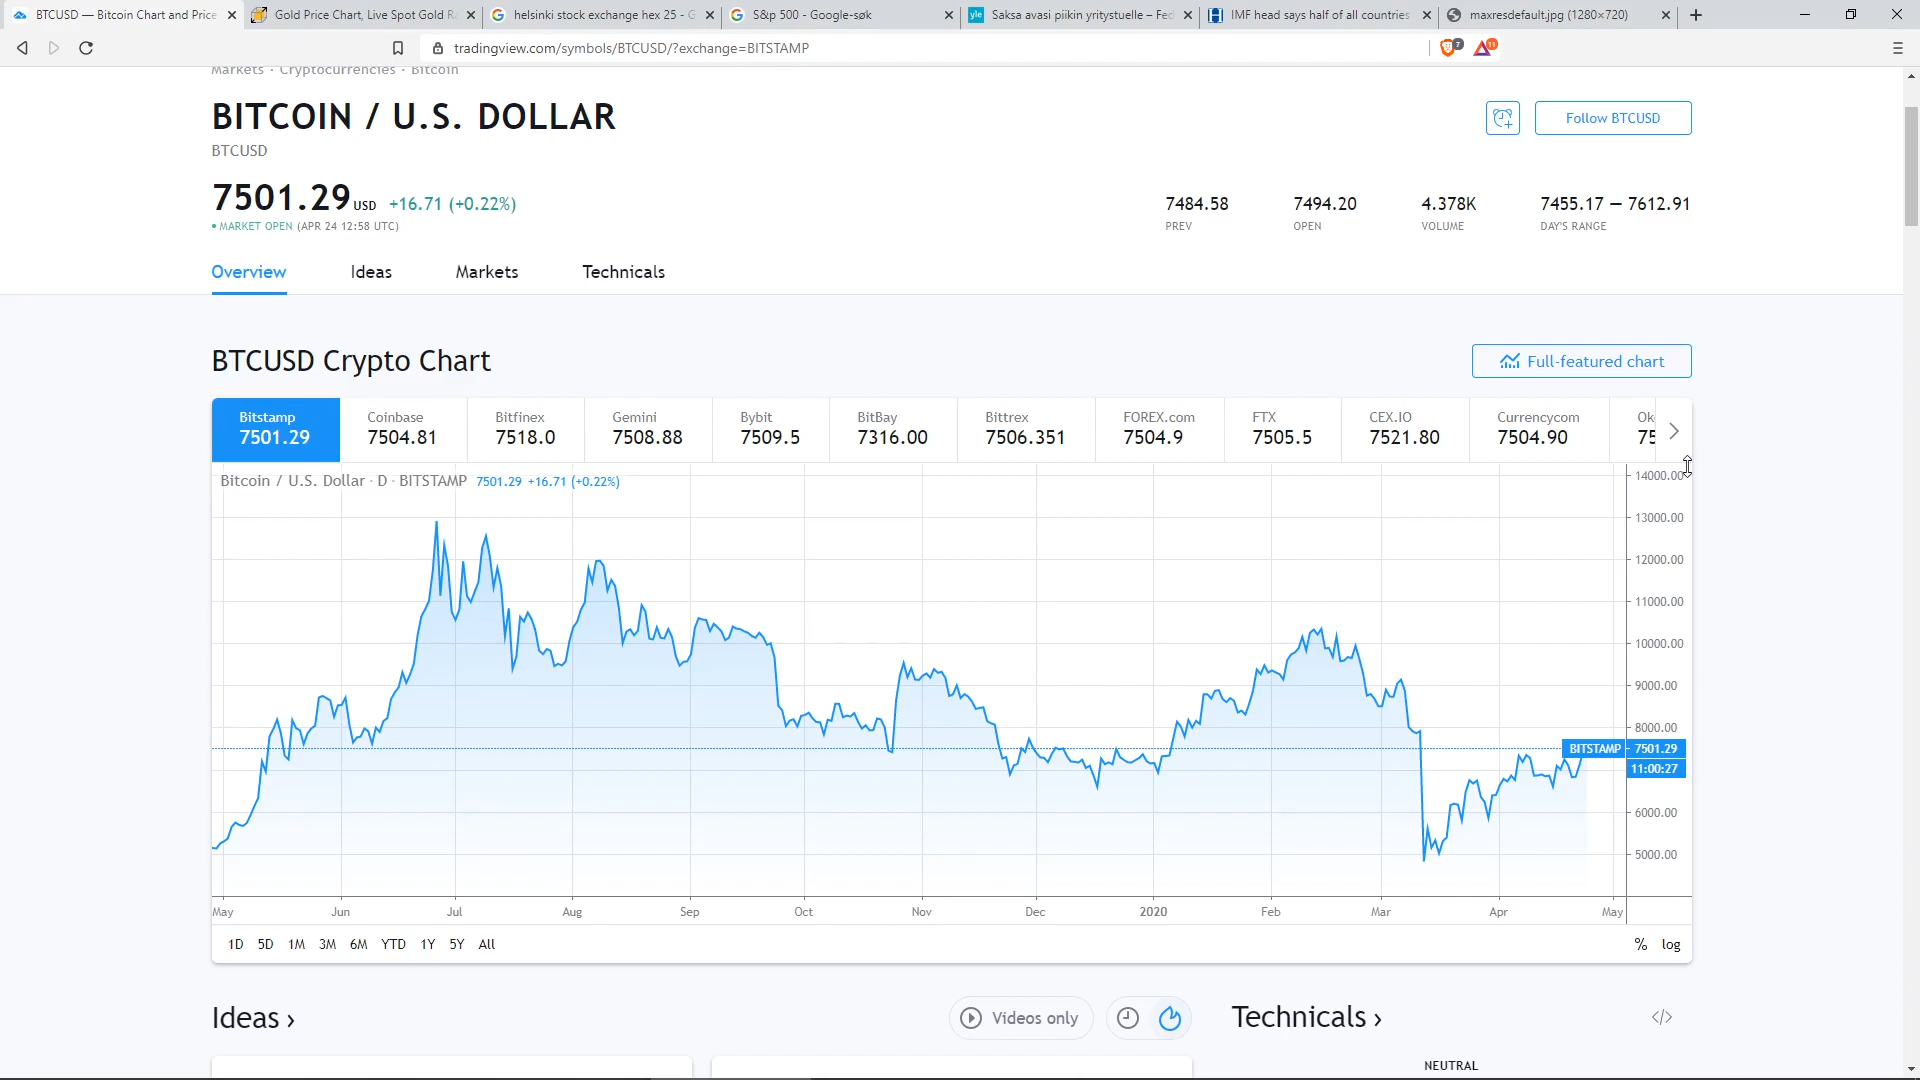 BTCUSD — Bitcoin Chart and Price
Gold Price Chart, Live Spot Gold Ra
helsinki stock exchange hex 25 - G
S&p 500 - Google-søk
Saksa avasi piikin yritystuelle – Fed
IMF head says half of all countries
maxresdefault.jpg (1280×720)
tradingview.com/symbols/BTCUSD/?exchange=BITSTAMP
7
11
Markets · Cryptocurrencies · Bitcoin
BITCOIN / U.S. DOLLAR
Follow BTCUSD
BTCUSD
7501.29 USD +16.71 (+0.22%)
7484.58 7494.20 4.378K 7455.17 — 7612.91
MARKET OPEN (APR 24 12:58 UTC)
PREV OPEN VOLUME DAY'S RANGE
Overview Ideas Markets Technicals
BTCUSD Crypto Chart
Full-featured chart
Bitstamp Coinbase Bitfinex Gemini Bybit BitBay Bittrex FOREX.com FTX CEX.IO Currencycom Ok
7501.29 7504.81 7518.0 7508.88 7509.5 7316.00 7506.351 7504.9 7505.5 7521.80 7504.90 75
Bitcoin / U.S. Dollar · D · BITSTAMP 7501.29 +16.71 (+0.22%)
14000.00
13000.00
12000.00
11000.00
10000.00
9000.00
8000.00
BITSTAMP 7501.29
11:00:27
6000.00
5000.00
May Jun Jul Aug Sep Oct Nov Dec 2020 Feb Mar Apr May
1D 5D 1M 3M 6M YTD 1Y 5Y All
% log
Ideas ›
Videos only
Technicals ›
</>
NEUTRAL